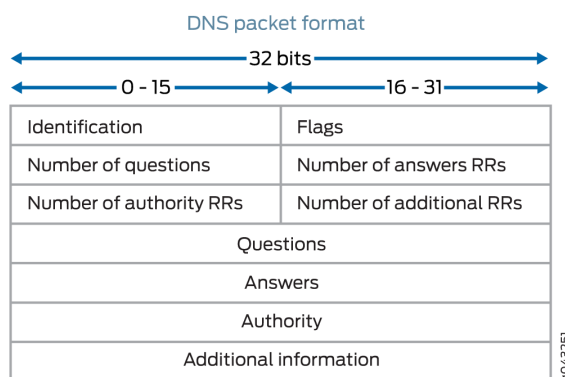 DNS packet format
32 bits
0 - 15 16 - 31
Identification Flags
Number of questions Number of answers RRs
Number of authority RRs Number of additional RRs
Questions
Answers
Authority
Additional information